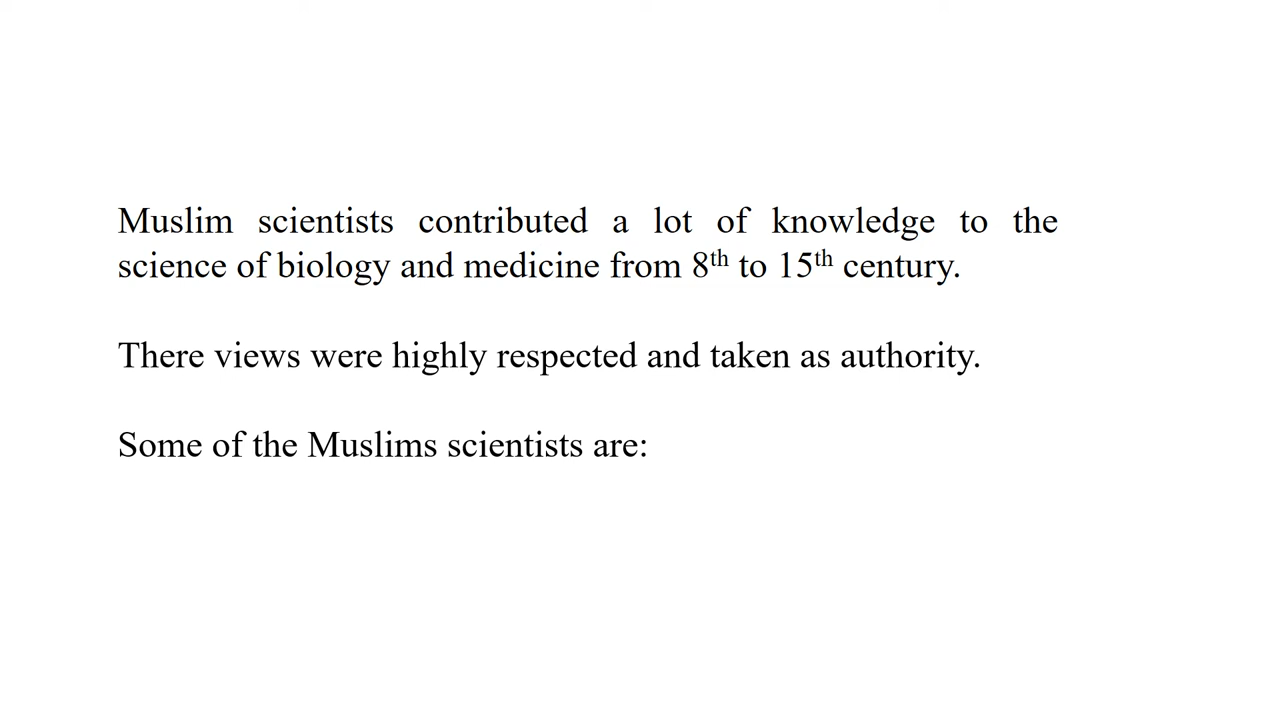 Muslim scientists contributed a lot of knowledge to the
science of biology and medicine from 8th to 15th century.
There views were highly respected and taken as authority.
Some of the Muslims scientists are: